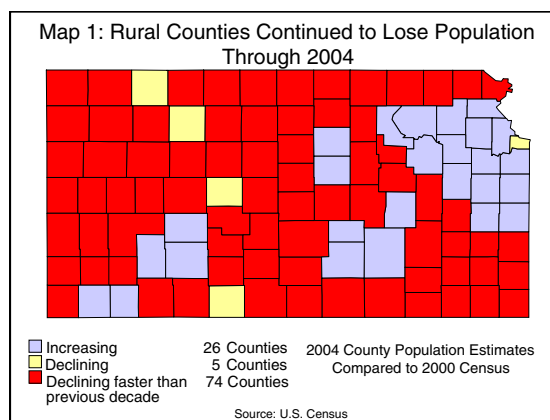 Map 1: Rural Counties Continued to Lose Population
Through 2004
Increasing 26 Counties
Declining 5 Counties
Declining faster than
previous decade 74 Counties
2004 County Population Estimates
Compared to 2000 Census
Source: U.S. Census